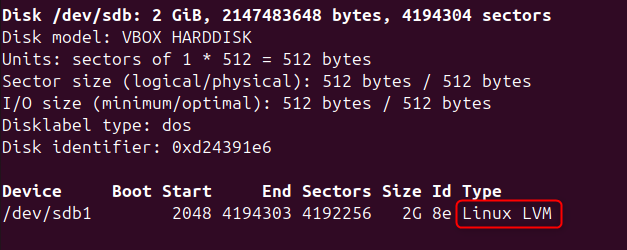 Disk /dev/sdb: 2 GiB, 2147483648 bytes, 4194304 sectors
Disk model: VBOX HARDDISK
Units: sectors of 1 * 512 = 512 bytes
Sector size (logical/physical): 512 bytes / 512 bytes
I/O size (minimum/optimal): 512 bytes / 512 bytes
Disklabel type: dos
Disk identifier: 0xd24391e6
Device     Boot Start     End Sectors Size Id Type
/dev/sdb1        2048 4194303 4192256   2G 8e Linux LVM